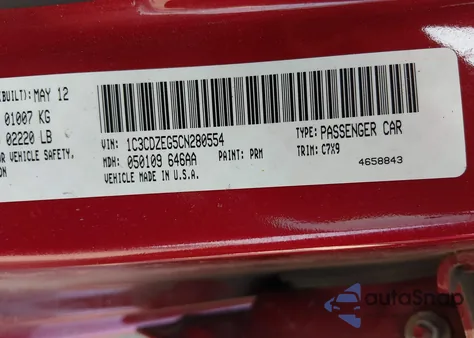 (BUILT): MAY 12
01007 KG
02220 LB
OR VEHICLE SAFETY,
ON
VIN: 1C3CDZEG5CN280554
TYPE: PASSENGER CAR
MDH: 050109 646AA
PAINT: PRM
TRIM: C7X9
VEHICLE MADE IN U.S.A.
4658843
autoSnap